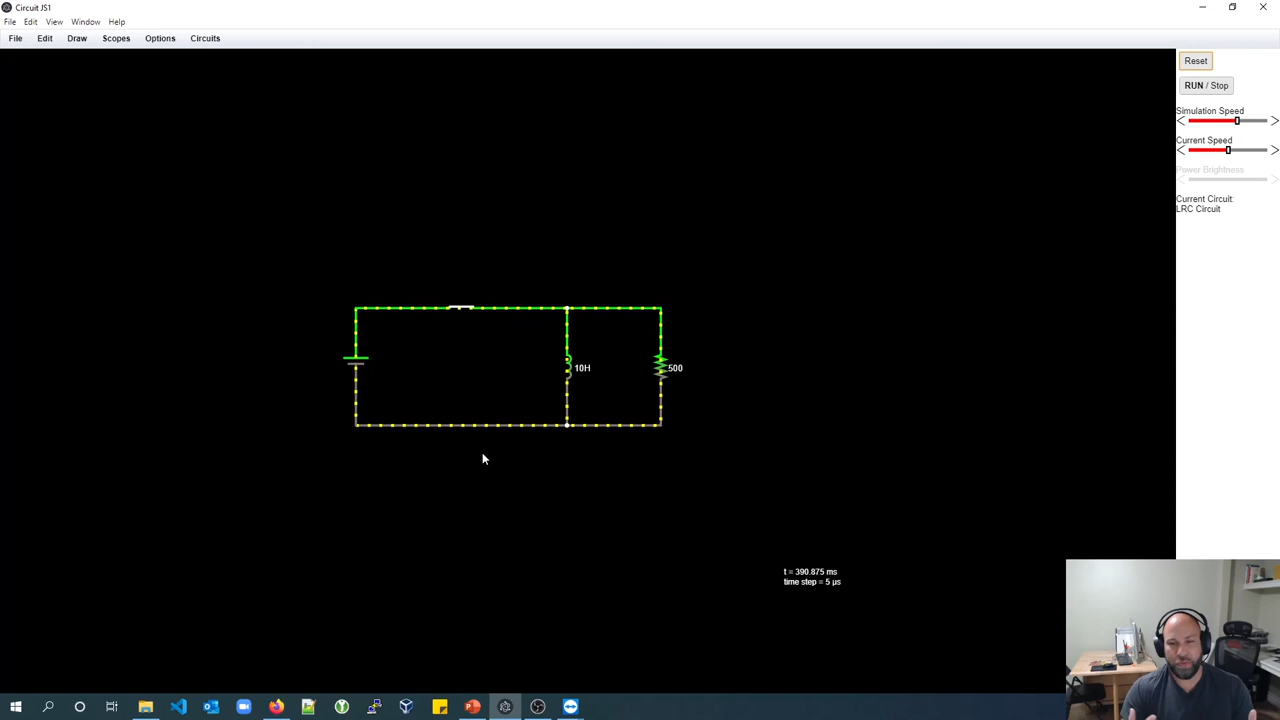 Circuit JS1
File Edit View Window Help
File Edit Draw Scopes Options Circuits
Reset
RUN / Stop
Simulation Speed
Current Speed
Power Brightness
Current Circuit:
LRC Circuit
10H
500
t = 390.875 ms
time step = 5 µs